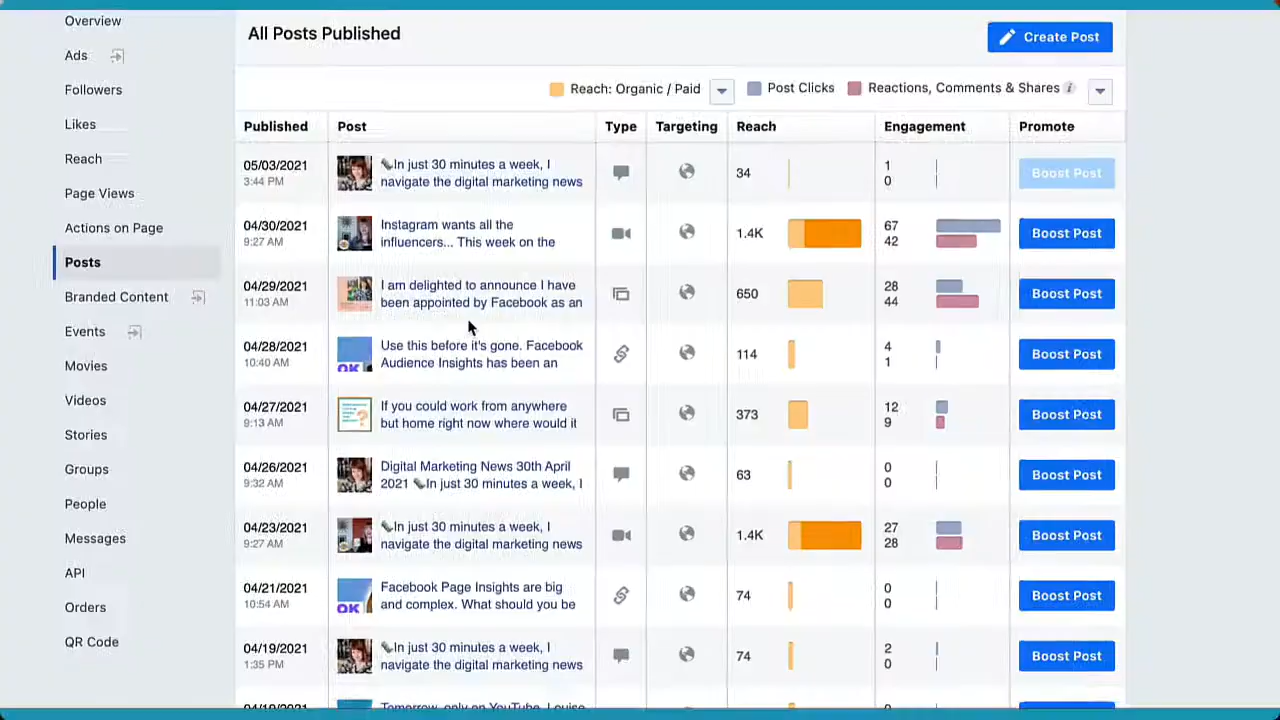 Overview
Ads
Followers
Likes
Reach
Page Views
Actions on Page
Posts
Branded Content
Events
Movies
Videos
Stories
Groups
People
Messages
API
Orders
QR Code
All Posts Published
Create Post
Reach: Organic / Paid
Post Clicks
Reactions, Comments & Shares i
Published Post Type Targeting Reach Engagement Promote
05/03/2021
3:44 PM
In just 30 minutes a week, I
navigate the digital marketing news
34
1
0
Boost Post
04/30/2021
9:27 AM
Instagram wants all the
influencers... This week on the
1.4K
67
42
Boost Post
04/29/2021
11:03 AM
I am delighted to announce I have
been appointed by Facebook as an
650
28
44
Boost Post
04/28/2021
10:40 AM
OK
Use this before it's gone. Facebook
Audience Insights has been an
114
4
1
Boost Post
04/27/2021
9:13 AM
If you could work from anywhere
but home right now where would it
373
12
9
Boost Post
04/26/2021
9:32 AM
Digital Marketing News 30th April
2021 In just 30 minutes a week, I
63
0
0
Boost Post
04/23/2021
9:27 AM
In just 30 minutes a week, I
navigate the digital marketing news
1.4K
27
28
Boost Post
04/21/2021
10:54 AM
OK
Facebook Page Insights are big
and complex. What should you be
74
0
0
Boost Post
04/19/2021
1:35 PM
In just 30 minutes a week, I
navigate the digital marketing news
74
2
0
Boost Post
Tomorrow, only on YouTube, Louise